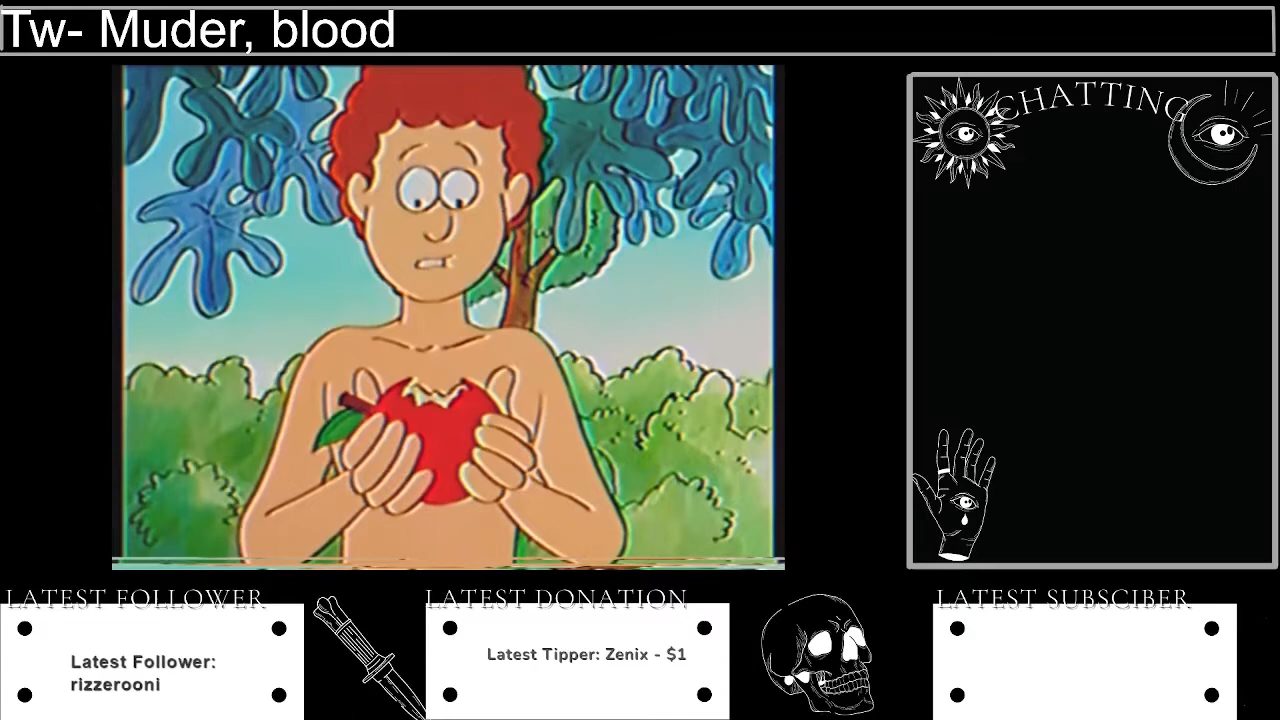 Tw- Muder, blood
CHATTING
LATEST FOLLOWER
LATEST DONATION
LATEST SUBSCIBER
Latest Follower:
rizzerooni
Latest Tipper: Zenix - $1